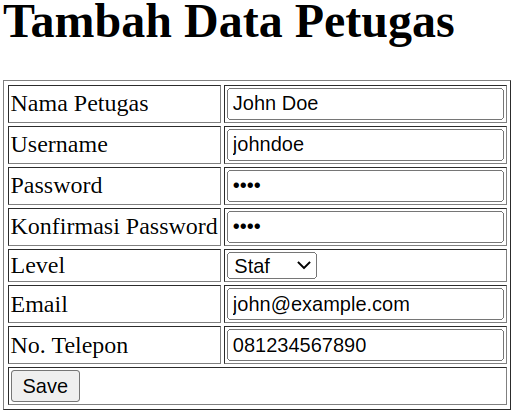 Tambah Data Petugas
Nama Petugas John Doe
Username johndoe
Password ••••
Konfirmasi Password ••••
Level Staf
Email john@example.com
No. Telepon 081234567890
Save